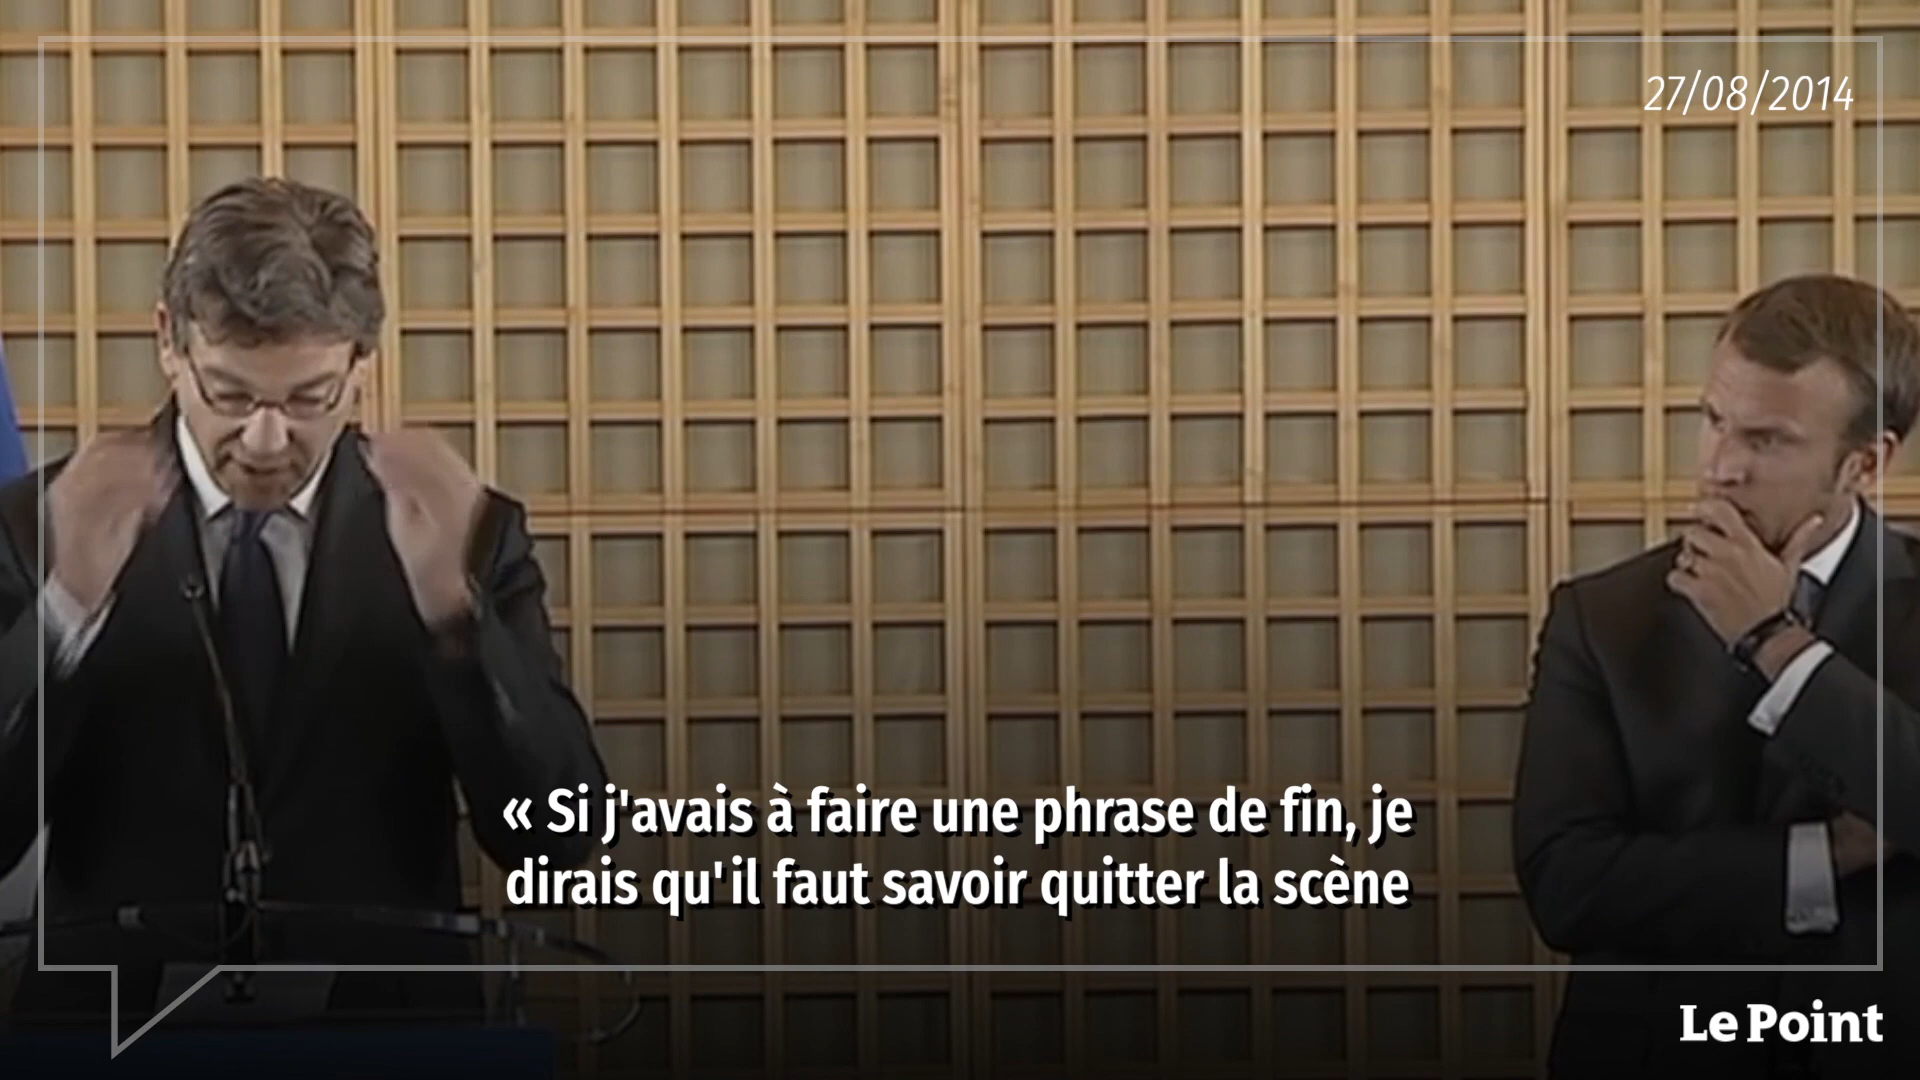 27/08/2014
« Si j'avais à faire une phrase de fin, je
dirais qu'il faut savoir quitter la scène
Le Point